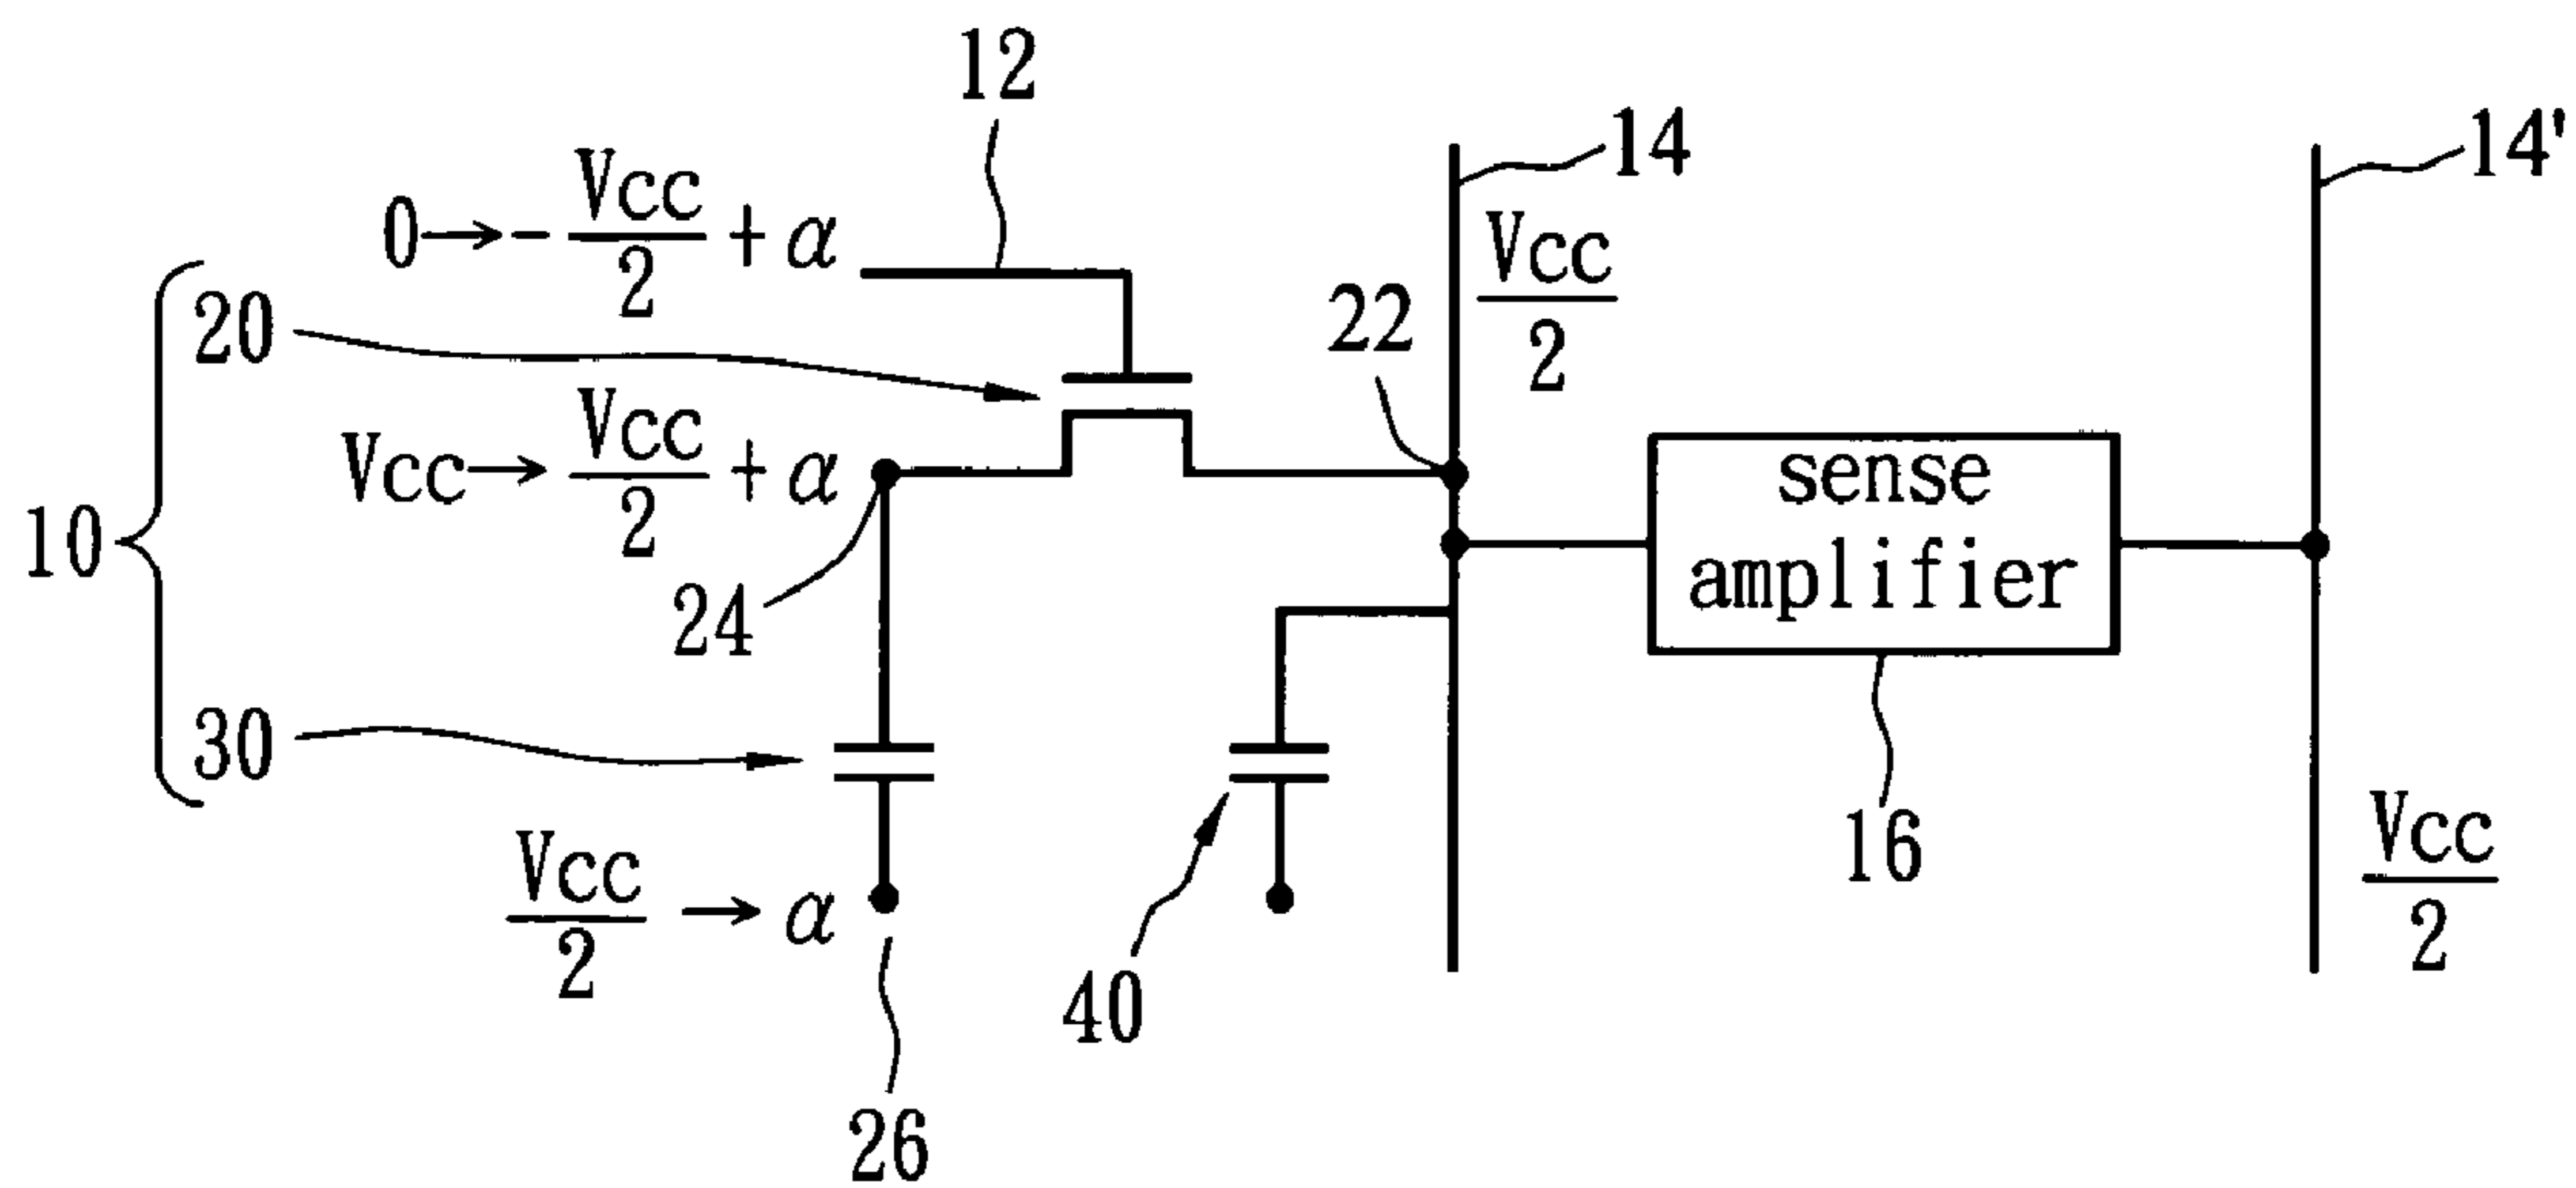 12
14
14'
0→-Vcc/2+α
Vcc/2
20
22
Vcc→Vcc/2+α
sense
amplifier
10
24
30
16
Vcc/2→α
Vcc/2
40
26